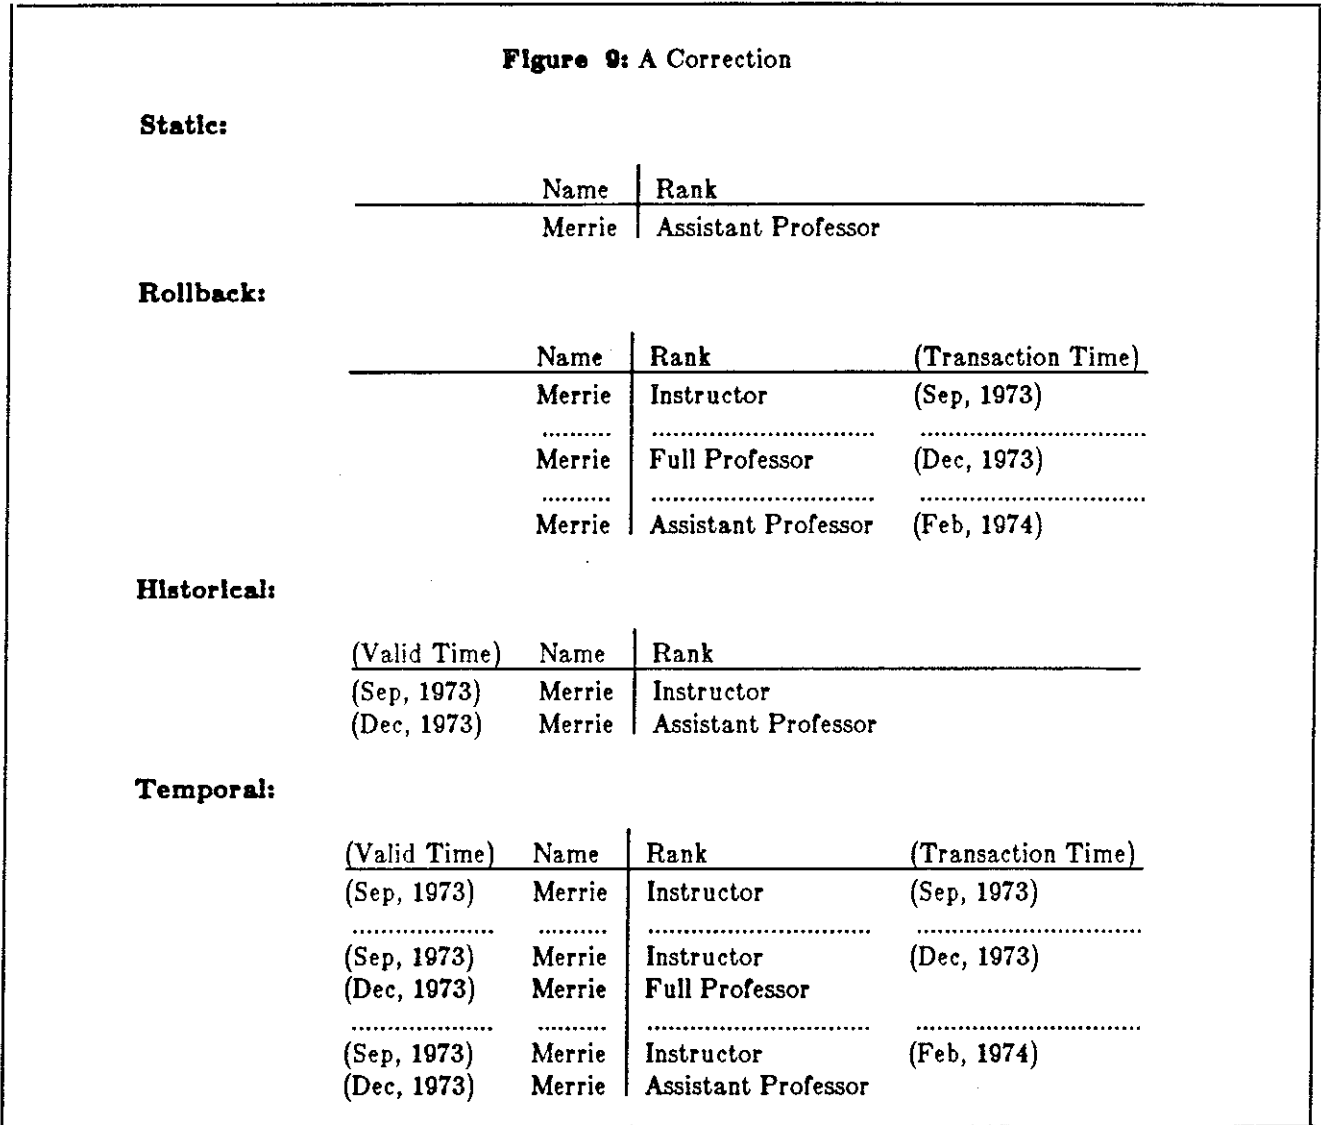 Figure 9: A Correction
Static:
Name Rank
Merrie Assistant Professor
Rollback:
Name Rank (Transaction Time)
Merrie Instructor (Sep, 1973)
.......... .............................. ..............................
Merrie Full Professor (Dec, 1973)
.......... .............................. ..............................
Merrie Assistant Professor (Feb, 1974)
Historical:
(Valid Time) Name Rank
(Sep, 1973) Merrie Instructor
(Dec, 1973) Merrie Assistant Professor
Temporal:
(Valid Time) Name Rank (Transaction Time)
(Sep, 1973) Merrie Instructor (Sep, 1973)
................... .......... .............................. ..............................
(Sep, 1973) Merrie Instructor (Dec, 1973)
(Dec, 1973) Merrie Full Professor
................... .......... .............................. ..............................
(Sep, 1973) Merrie Instructor (Feb, 1974)
(Dec, 1973) Merrie Assistant Professor